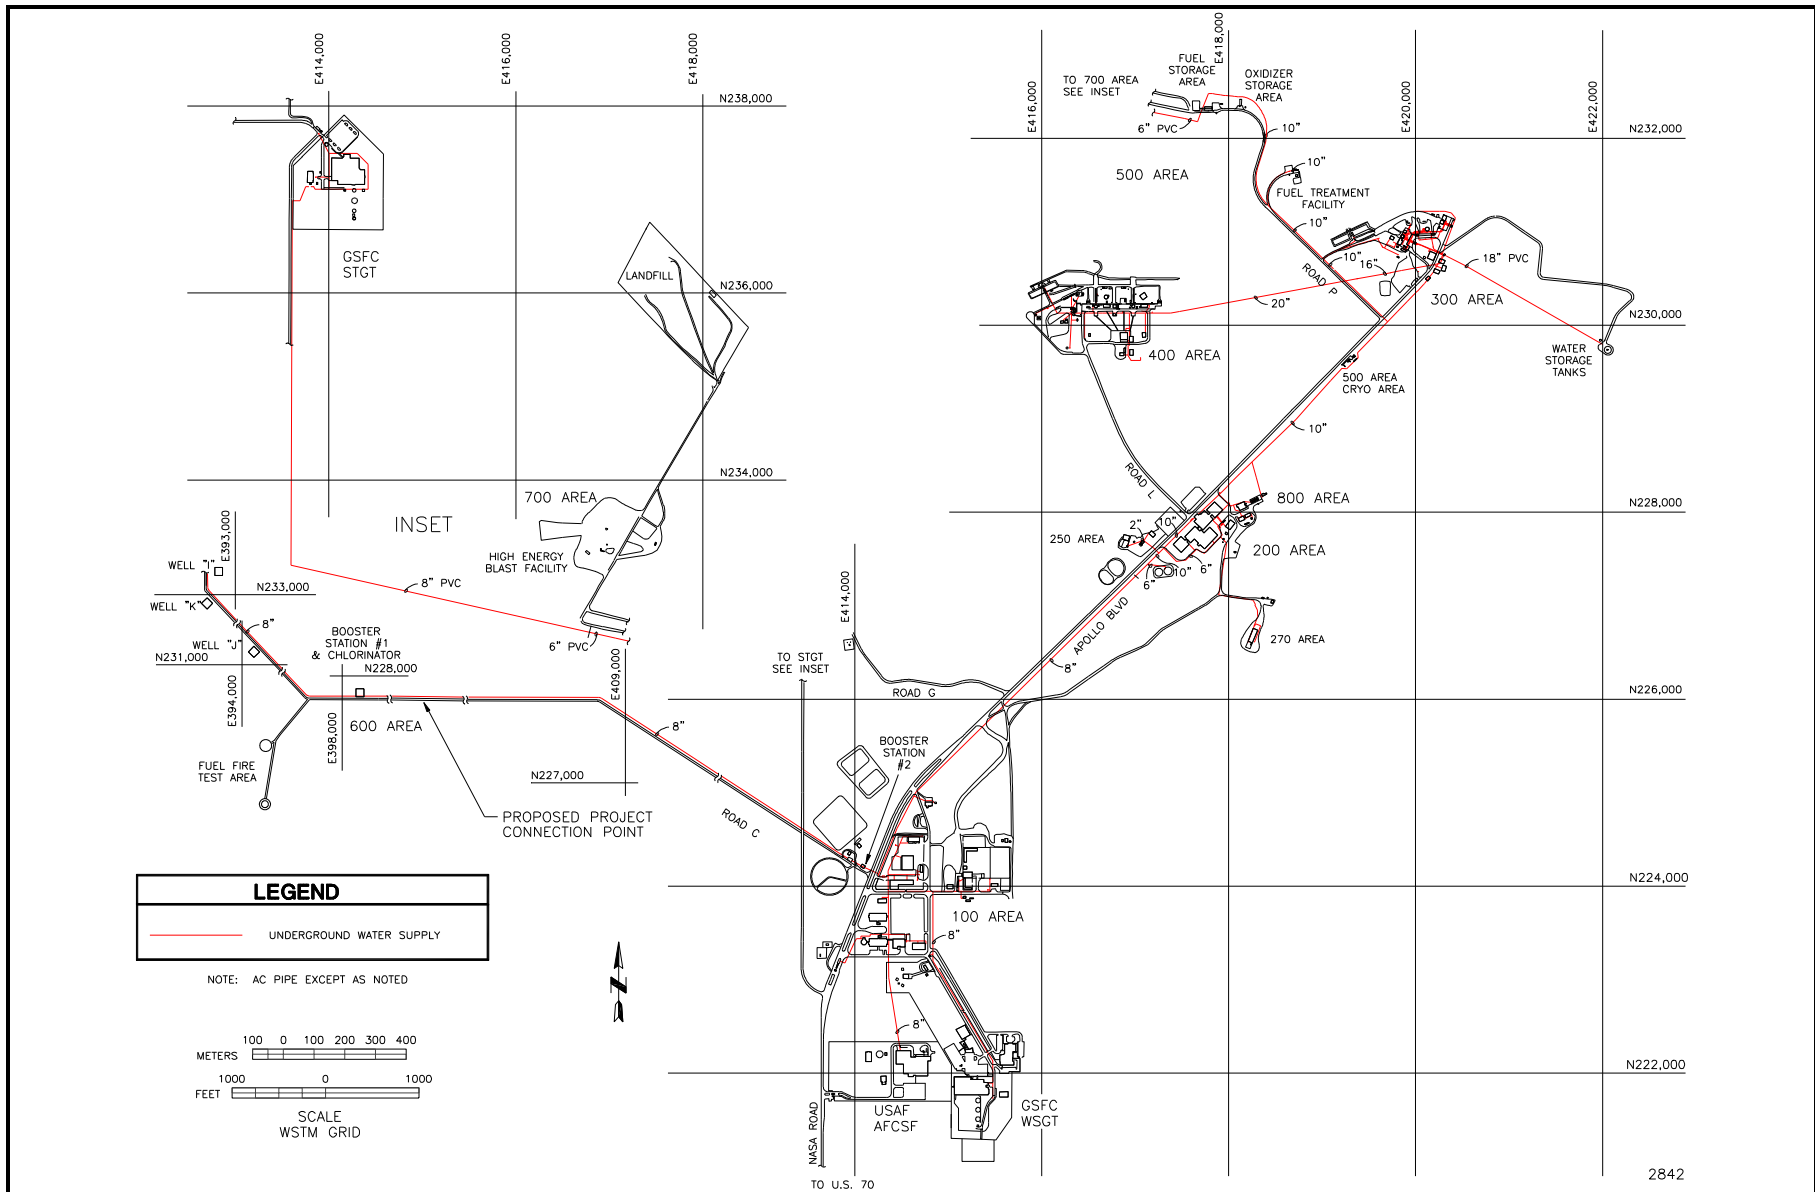 E414,000
E416,000
E418,000
N238,000
GSFC
STGT
LANDFILL
N236,000
N234,000
700 AREA
INSET
HIGH ENERGY
BLAST FACILITY
8" PVC
6" PVC
E393,000
WELL "I"
N233,000
WELL "K"
8"
WELL "J"
N231,000
E394,000
BOOSTER
STATION #1
& CHLORINATOR
N228,000
E398,000
600 AREA
FUEL FIRE
TEST AREA
E409,000
8"
N227,000
PROPOSED PROJECT
CONNECTION POINT
ROAD C
LEGEND
UNDERGROUND WATER SUPPLY
NOTE: AC PIPE EXCEPT AS NOTED
100 0 100 200 300 400
METERS
1000 0 1000
FEET
SCALE
WSTM GRID
N
E416,000
E418,000
E420,000
E422,000
TO 700 AREA
SEE INSET
FUEL
STORAGE
AREA
OXIDIZER
STORAGE
AREA
6" PVC
10"
N232,000
500 AREA
10"
FUEL TREATMENT
FACILITY
10"
10"
16"
18" PVC
ROAD P
300 AREA
20"
N230,000
400 AREA
WATER
STORAGE
TANKS
500 AREA
CRYO AREA
10"
ROAD L
800 AREA
N228,000
250 AREA
2"
10"
200 AREA
6"
10"
6"
E414,000
APOLLO BLVD
8"
270 AREA
TO STGT
SEE INSET
ROAD G
N226,000
BOOSTER
STATION
#2
N224,000
100 AREA
8"
8"
N222,000
USAF
AFCSF
GSFC
WSGT
NASA ROAD
TO U.S. 70
2842